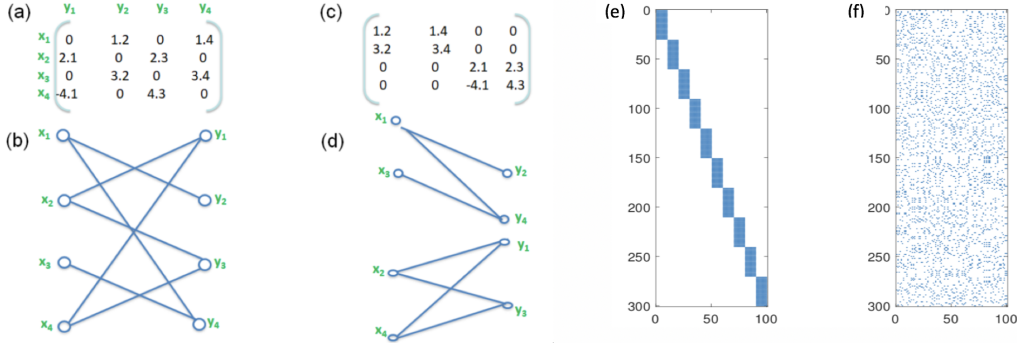 (a)
y1 y2 y3 y4
x1 0 1.2 0 1.4
x2 2.1 0 2.3 0
x3 0 3.2 0 3.4
x4 -4.1 0 4.3 0
(b)
x1 y1
x2 y2
x3 y3
x4 y4
(c)
1.2 1.4 0 0
3.2 3.4 0 0
0 0 2.1 2.3
0 0 -4.1 4.3
(d)
x1
x3 y2
y4
y1
x2
y3
x4
(e)
0
50
100
150
200
250
300
0 50 100
(f)
0
50
100
150
200
250
300
0 50 100